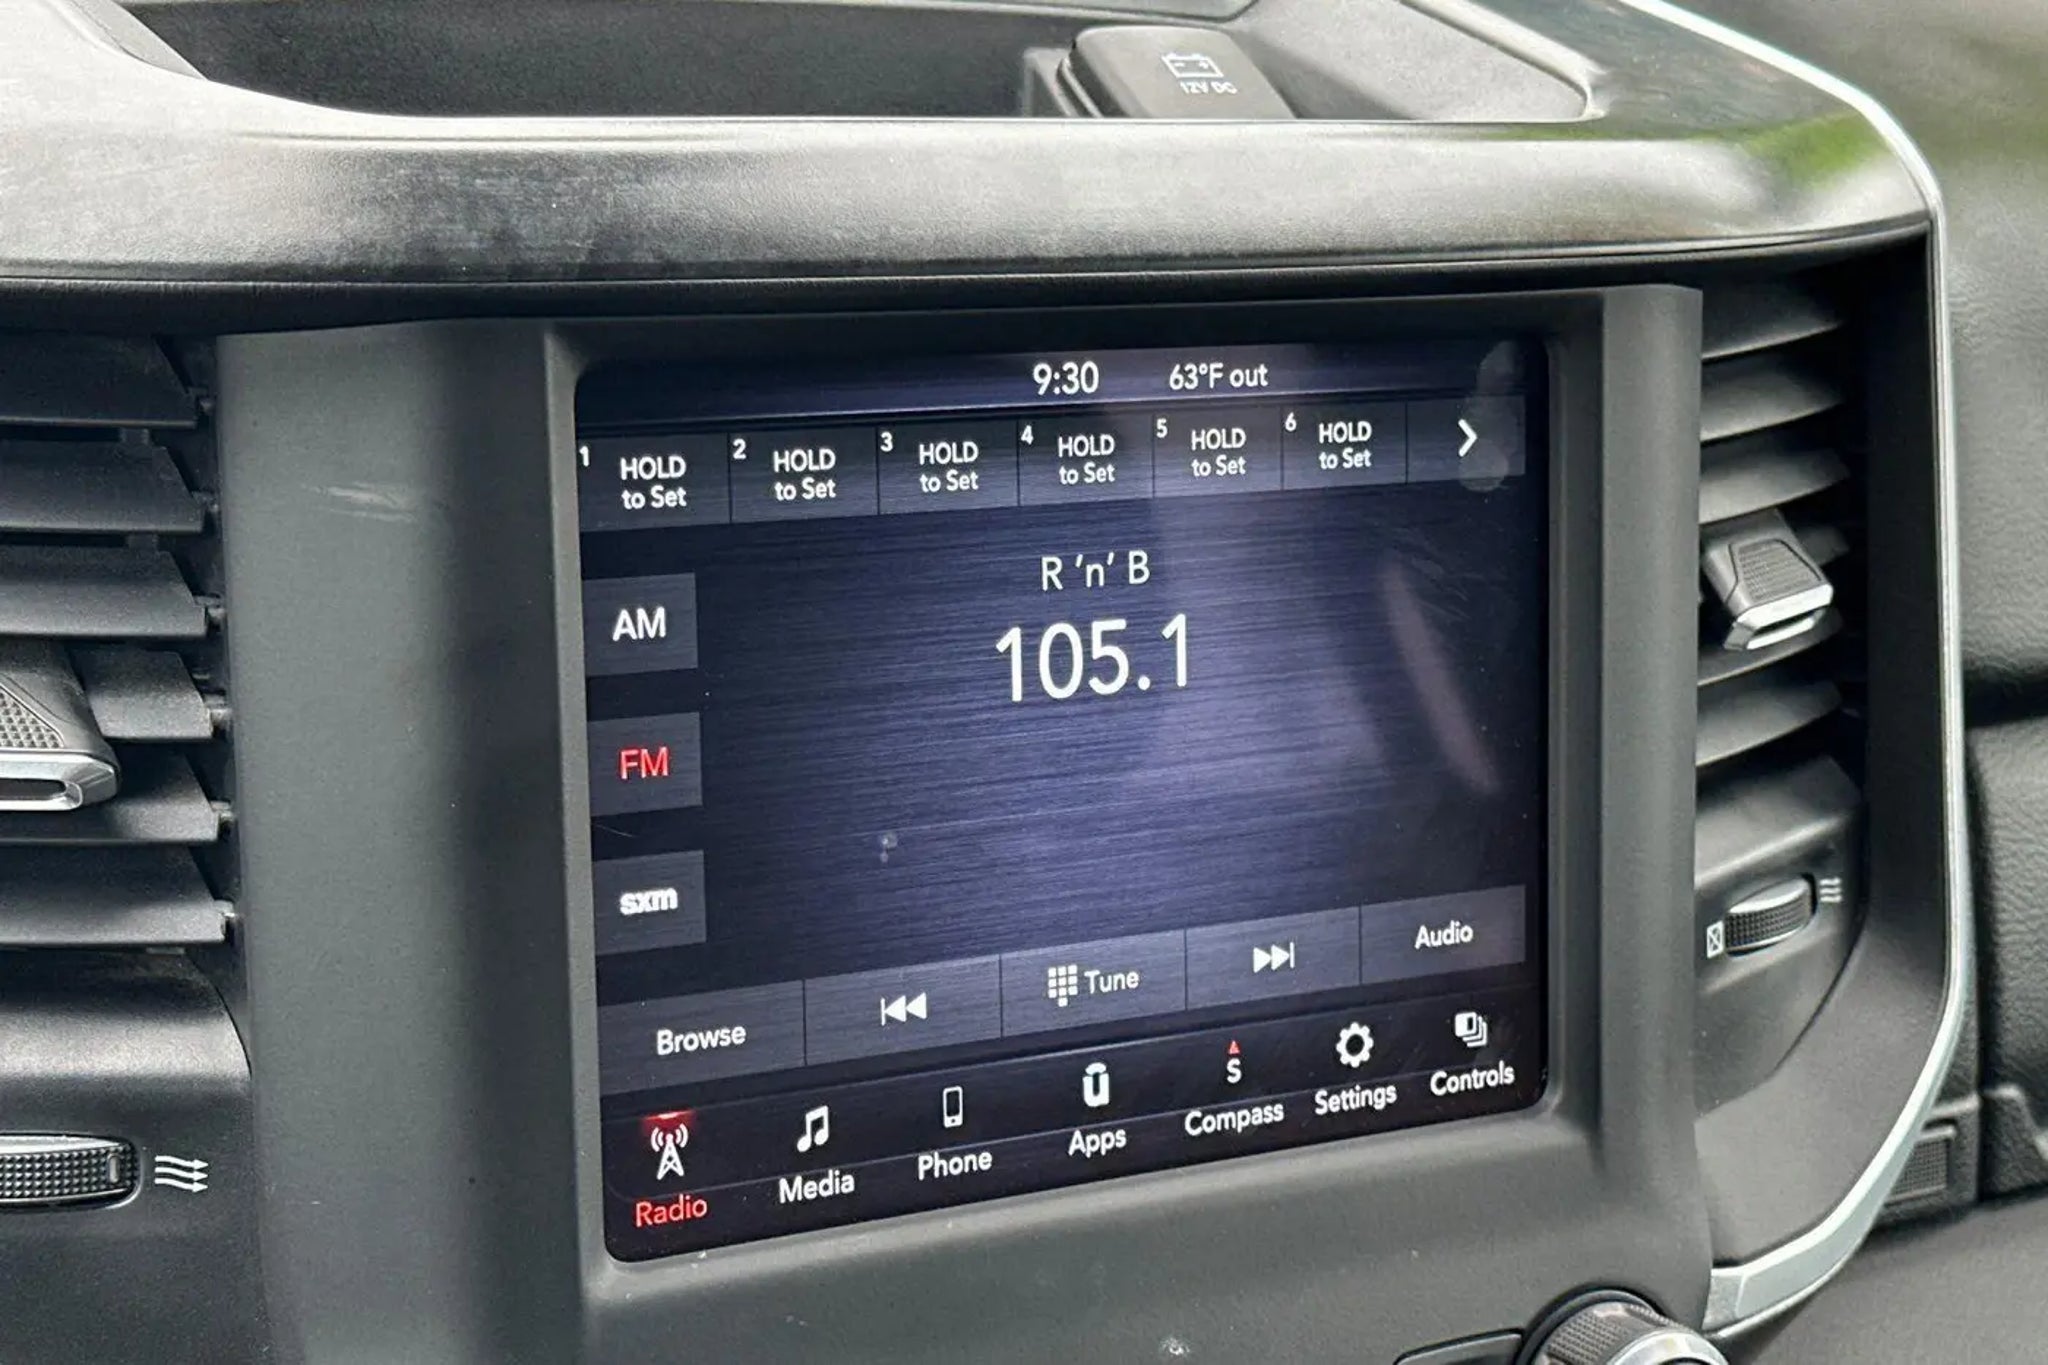 12V DC
9:30 63°F out
1 HOLD to Set
2 HOLD to Set
3 HOLD to Set
4 HOLD to Set
5 HOLD to Set
6 HOLD to Set
R 'n' B
105.1
AM
FM
sxm
Browse
Tune
Audio
Radio
Media
Phone
Apps
S
Compass
Settings
Controls